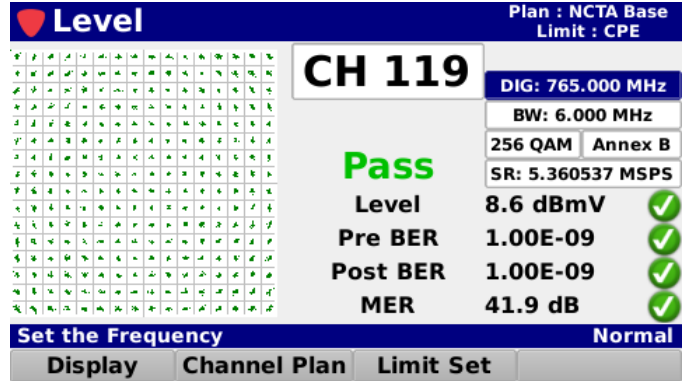 Level
Plan : NCTA Base
Limit : CPE
CH 119
DIG: 765.000 MHz
BW: 6.000 MHz
256 QAM Annex B
SR: 5.360537 MSPS
Pass
Level 8.6 dBmV
Pre BER 1.00E-09
Post BER 1.00E-09
MER 41.9 dB
Set the Frequency Normal
Display Channel Plan Limit Set